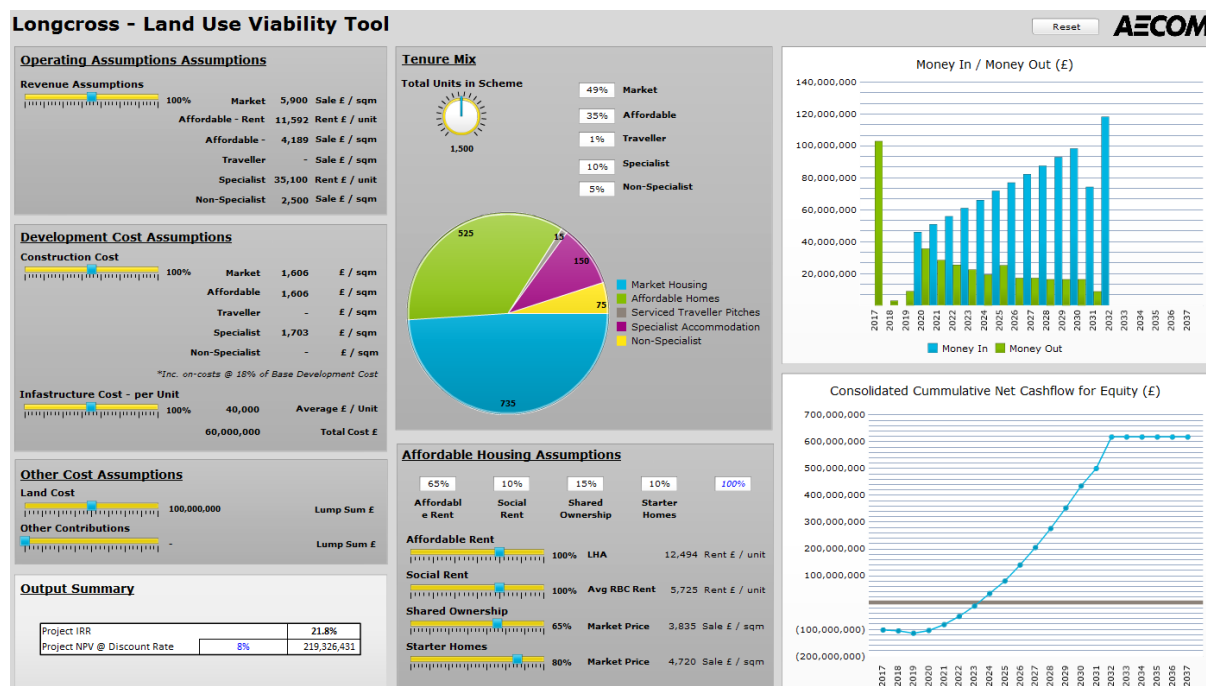 Longcross - Land Use Viability Tool
Reset
AECOM
Operating Assumptions Assumptions
Revenue Assumptions
100% Market 5,900 Sale £ / sqm
Affordable - Rent 11,592 Rent £ / unit
Affordable - 4,189 Sale £ / sqm
Traveller - Sale £ / sqm
Specialist 35,100 Rent £ / unit
Non-Specialist 2,500 Sale £ / sqm
Development Cost Assumptions
Construction Cost
100% Market 1,606 £ / sqm
Affordable 1,606 £ / sqm
Traveller - £ / sqm
Specialist 1,703 £ / sqm
Non-Specialist - £ / sqm
*Inc. on-costs @ 18% of Base Development Cost
Infastructure Cost - per Unit
100% 40,000 Average £ / Unit
60,000,000 Total Cost £
Other Cost Assumptions
Land Cost
100,000,000 Lump Sum £
Other Contributions
- Lump Sum £
Output Summary
Project IRR 21.8%
Project NPV @ Discount Rate 8% 219,326,431
Tenure Mix
Total Units in Scheme
1,500
49% Market
35% Affordable
1% Traveller
10% Specialist
5% Non-Specialist
525
15
150
75
735
Market Housing
Affordable Homes
Serviced Traveller Pitches
Specialist Accommodation
Non-Specialist
Affordable Housing Assumptions
65% 10% 15% 10% 100%
Affordabl Social Shared Starter
e Rent Rent Ownership Homes
Affordable Rent
100% LHA 12,494 Rent £ / unit
Social Rent
100% Avg RBC Rent 5,725 Rent £ / unit
Shared Ownership
65% Market Price 3,835 Sale £ / sqm
Starter Homes
80% Market Price 4,720 Sale £ / sqm
Money In / Money Out (£)
140,000,000
120,000,000
100,000,000
80,000,000
60,000,000
40,000,000
20,000,000
2017 2018 2019 2020 2021 2022 2023 2024 2025 2026 2027 2028 2029 2030 2031 2032 2033 2034 2035 2036 2037
Money In Money Out
Consolidated Cummulative Net Cashflow for Equity (£)
700,000,000
600,000,000
500,000,000
400,000,000
300,000,000
200,000,000
100,000,000
(100,000,000)
(200,000,000)
2017 2018 2019 2020 2021 2022 2023 2024 2025 2026 2027 2028 2029 2030 2031 2032 2033 2034 2035 2036 2037